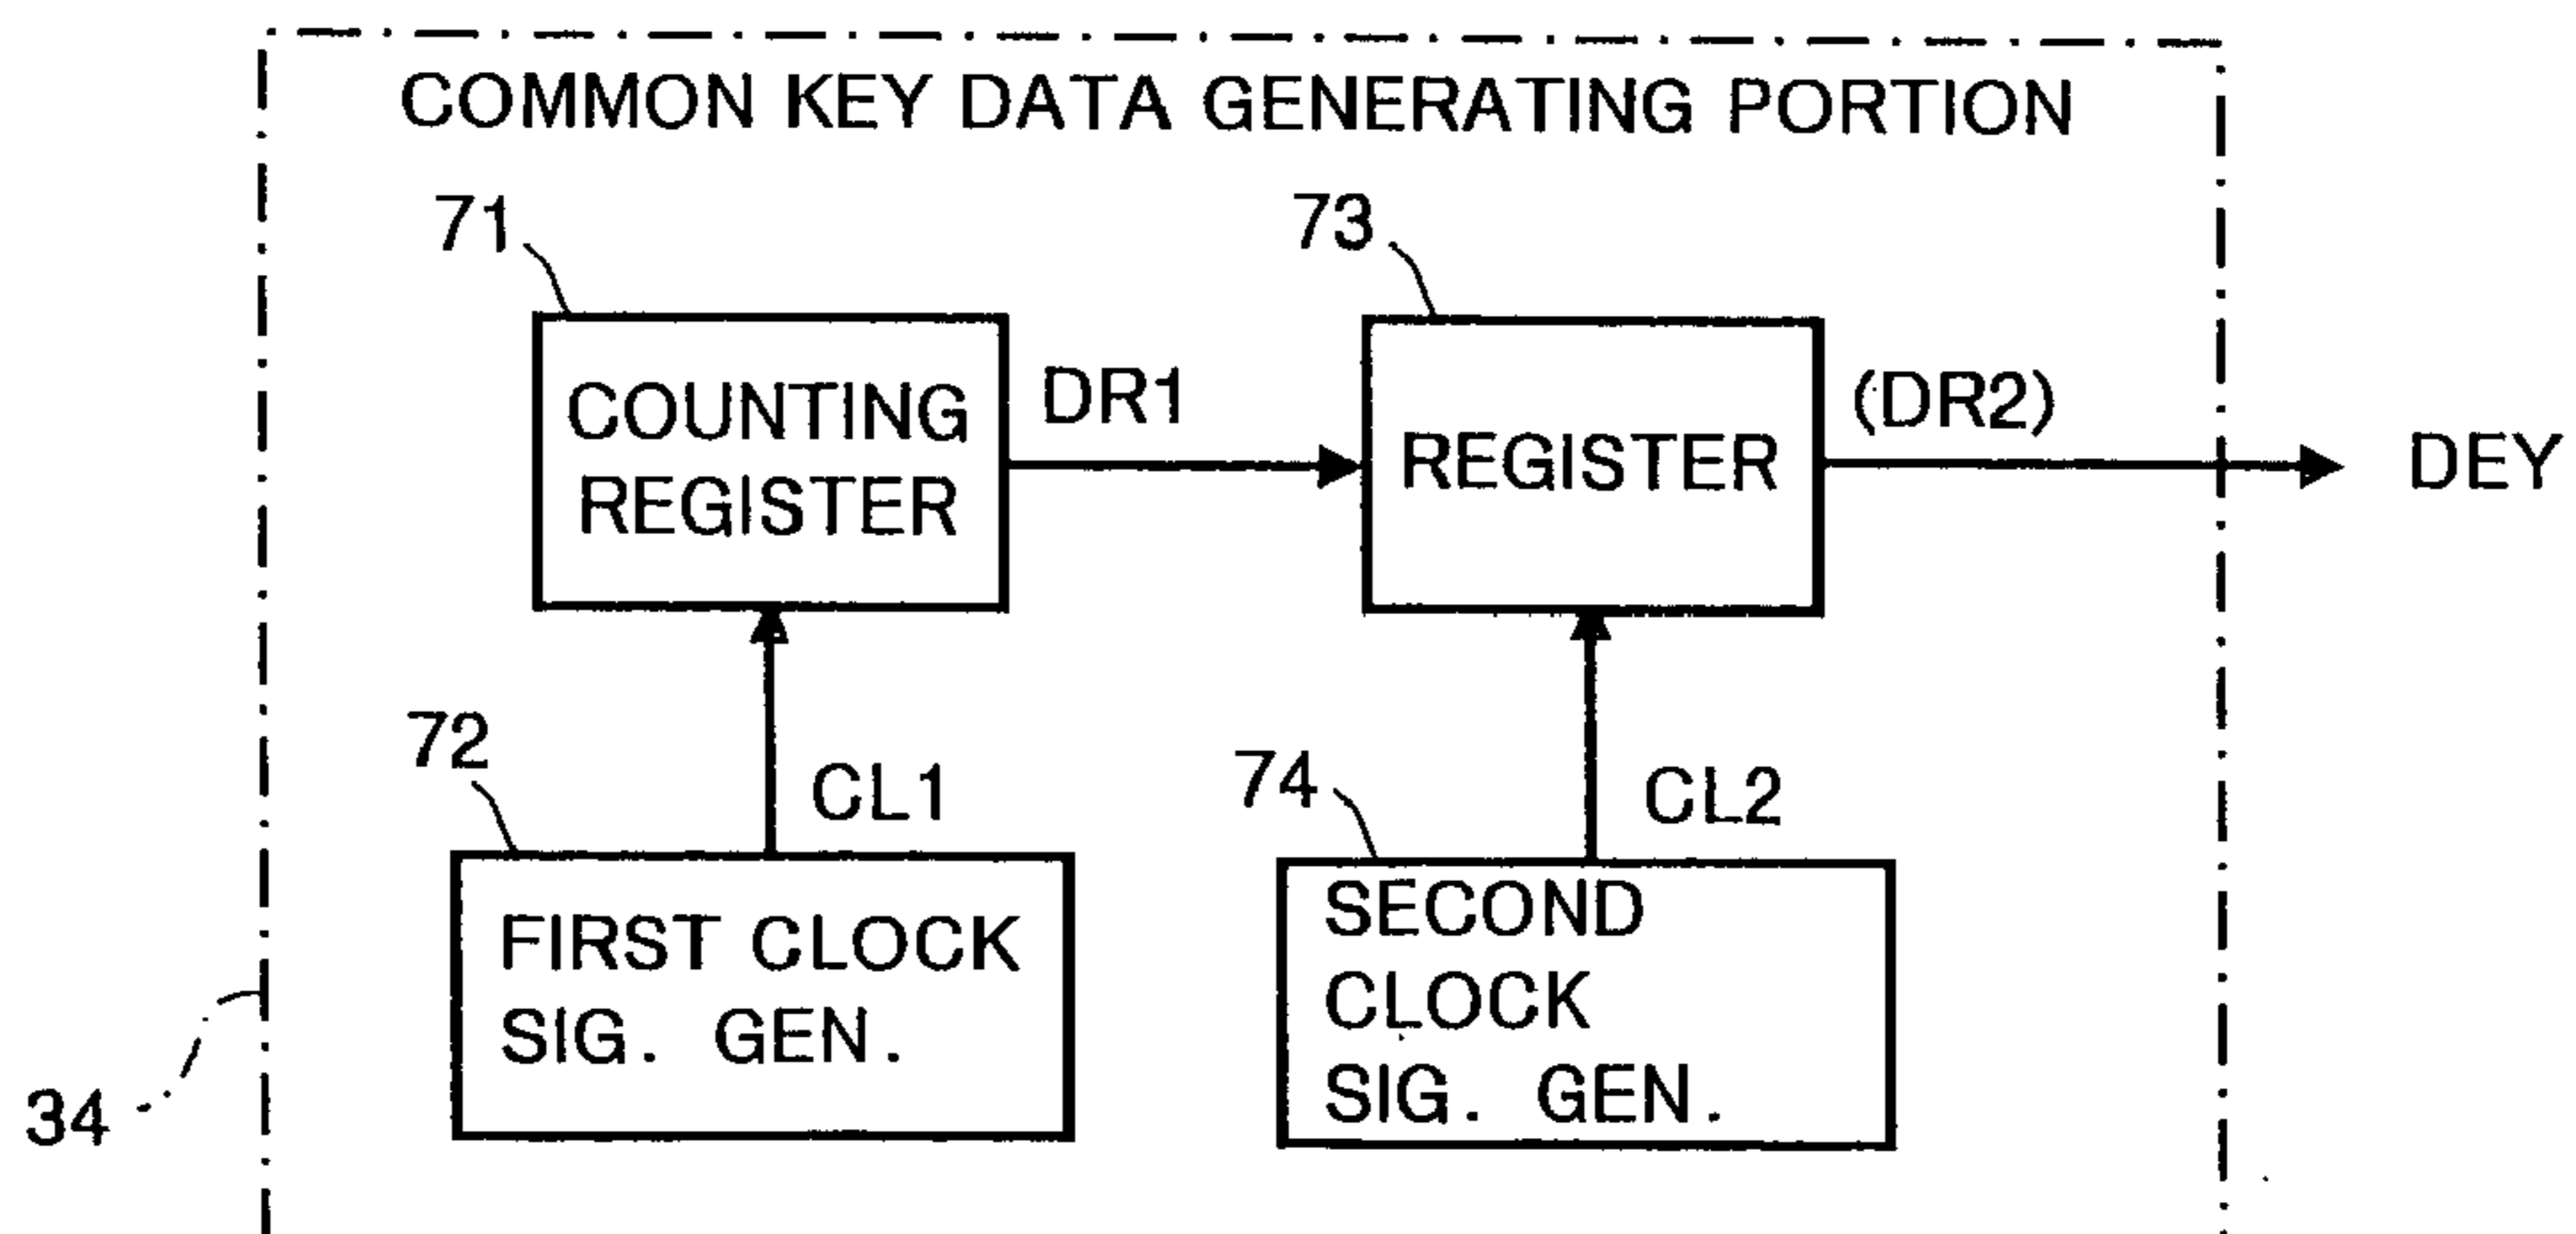 COMMON KEY DATA GENERATING PORTION
71
73
COUNTING
REGISTER
DR1
REGISTER
(DR2)
DEY
72
CL1
74
CL2
FIRST CLOCK
SIG. GEN.
SECOND
CLOCK
SIG. GEN.
34